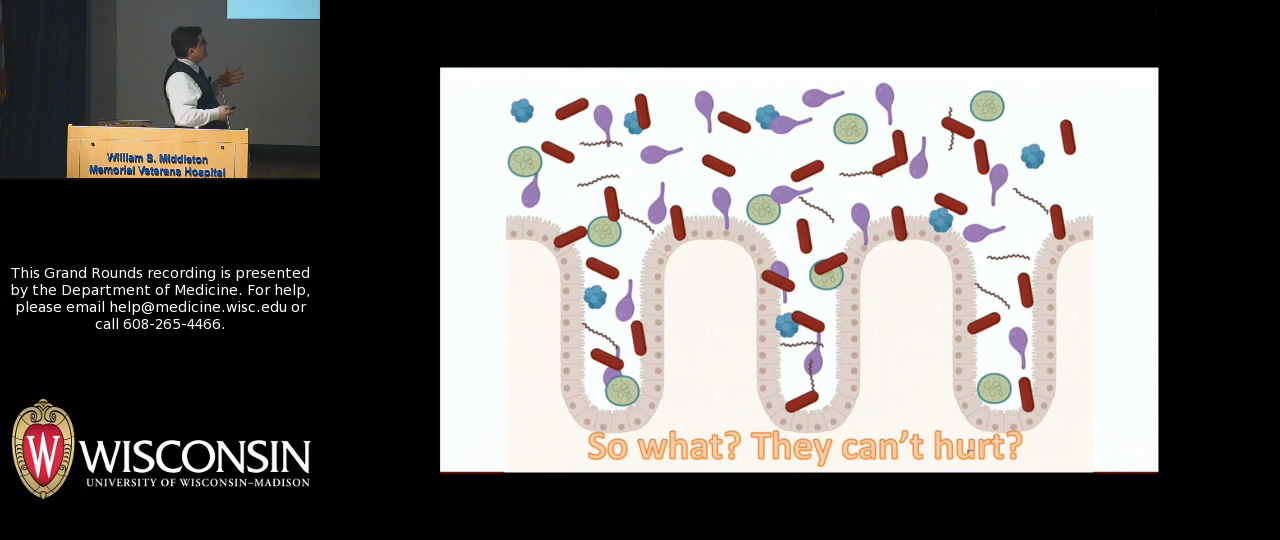 William S. Middleton
Memorial Veterans Hospital
This Grand Rounds recording is presented
by the Department of Medicine. For help,
please email help@medicine.wisc.edu or
call 608-265-4466.
W
WISCONSIN
UNIVERSITY OF WISCONSIN–MADISON
So what? They can’t hurt?